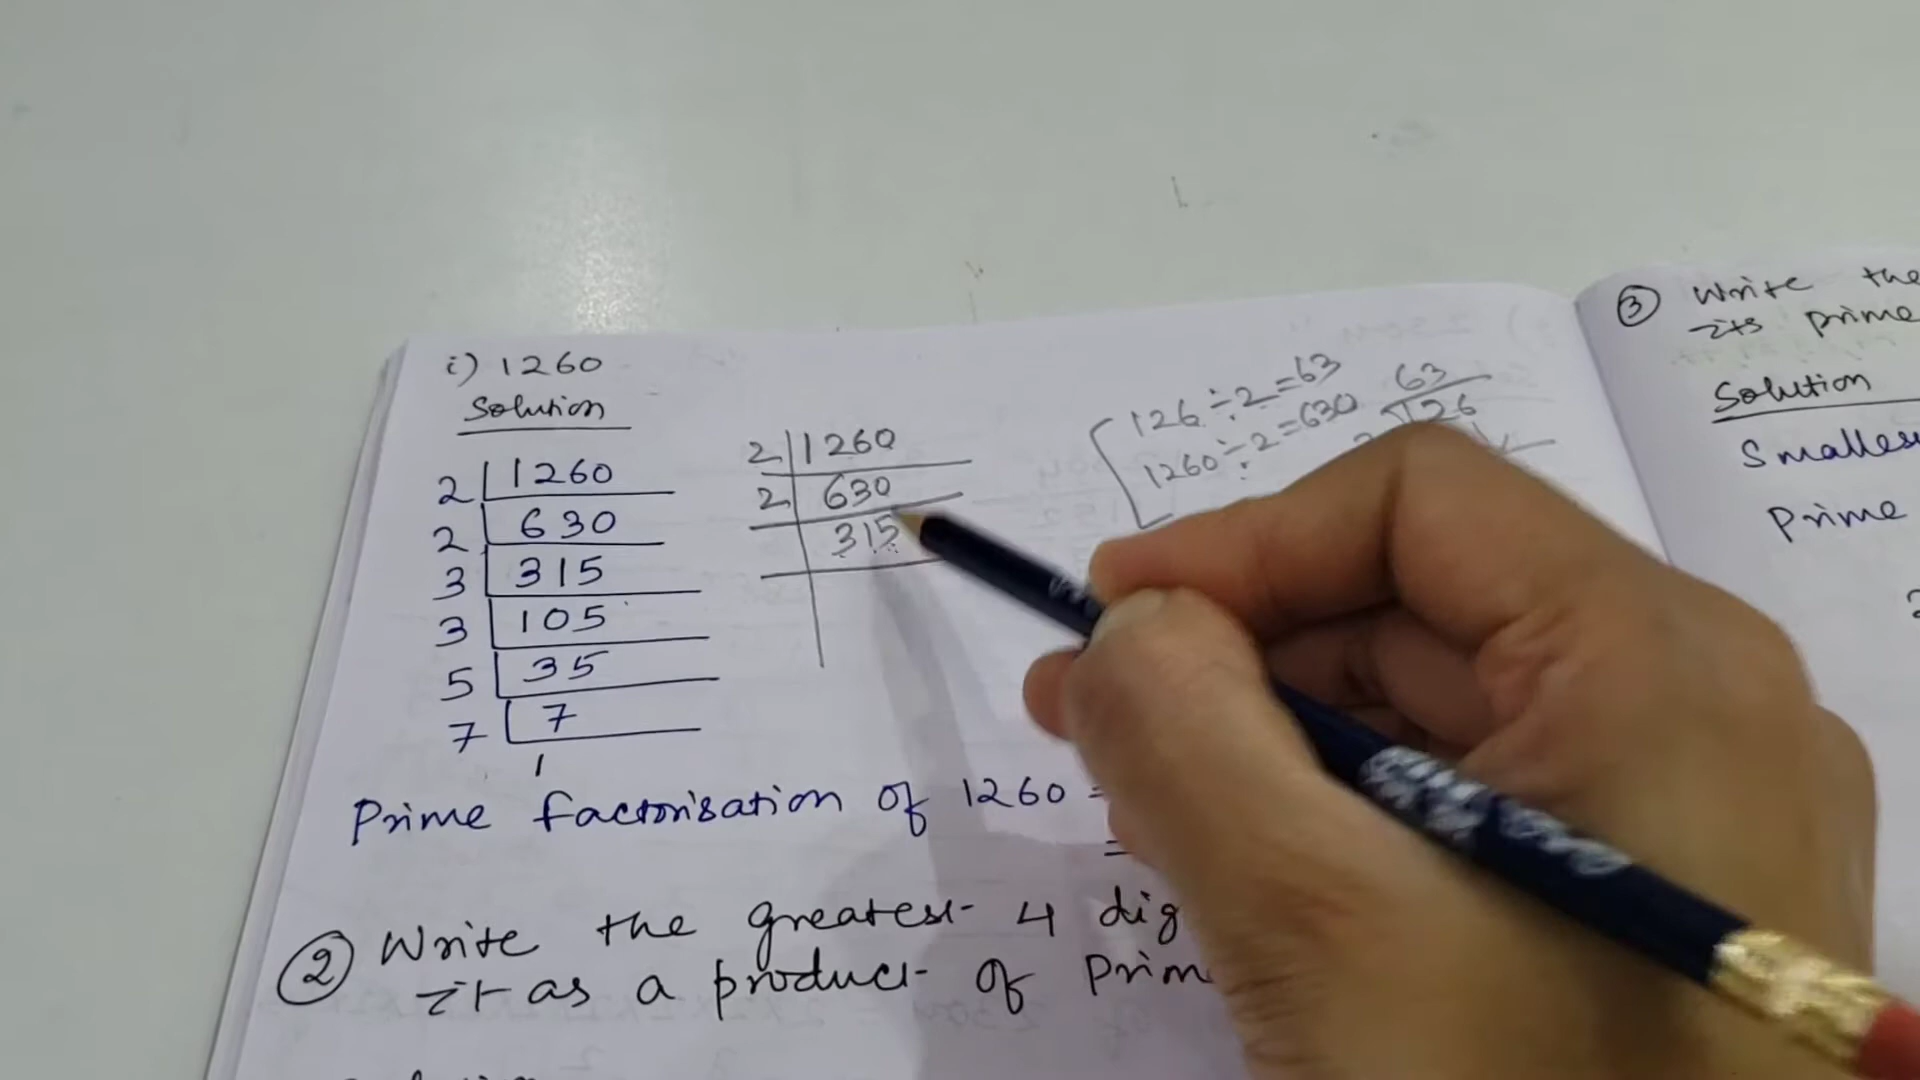 i) 1260
Solution
2 | 1260
2 | 630
3 | 315
3 | 105
5 | 35
7 | 7
1
2 | 1260
2 | 630
315
126 ÷ 2 = 63
1260 ÷ 2 = 630
63
126
Prime factorisation of 1260 =
=
② Write the greatest 4 dig
it as a product of Prim
③ Write the
its prime
Solution
Smalles
Prime